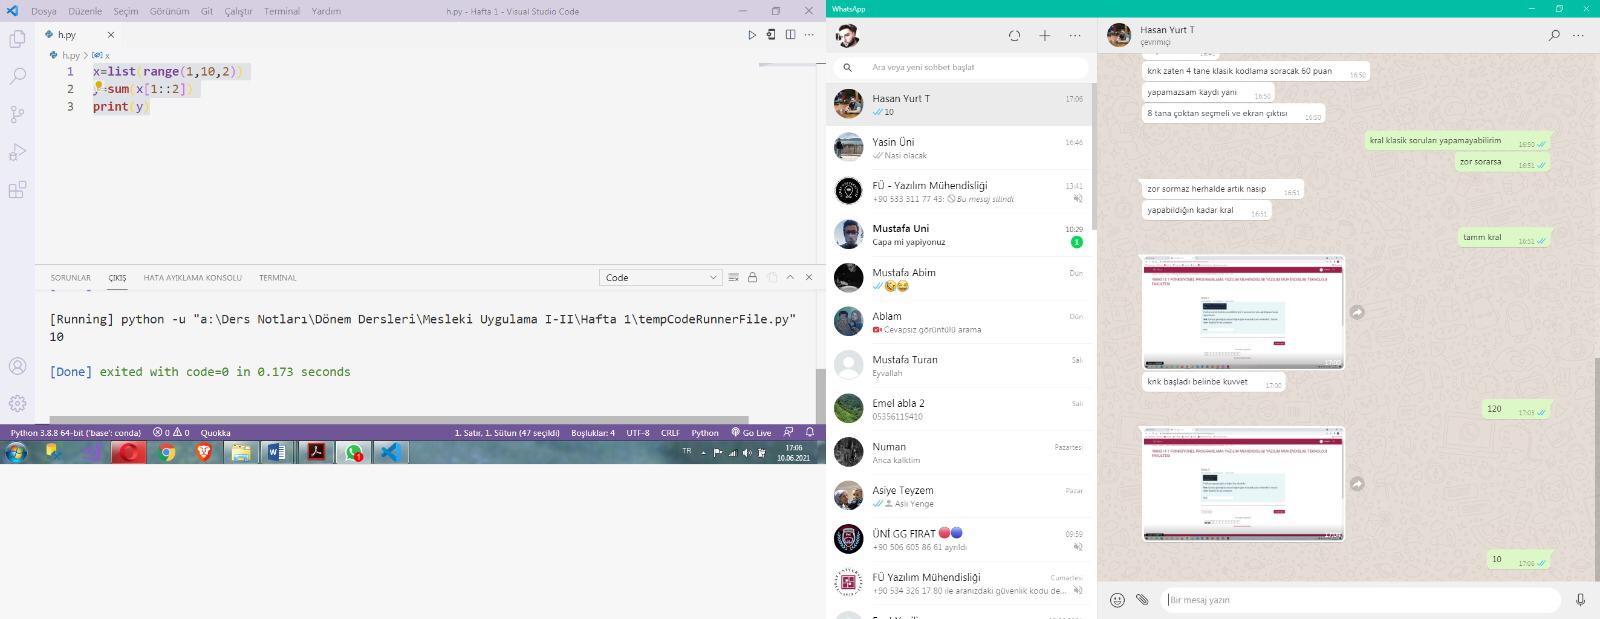 Dosya Düzenle Seçim Görünüm Git Çalıştır Terminal Yardım
h.py - Hafta 1 - Visual Studio Code
h.py
h.py > x
1 x=list(range(1,10,2))
2 y=sum(x[1::2])
3 print(y)
SORUNLAR ÇIKIŞ HATA AYIKLAMA KONSOLU TERMINAL
Code
[Running] python -u "a:\Ders Notları\Dönem Dersleri\Mesleki Uygulama I-II\Hafta 1\tempCodeRunnerFile.py"
10
[Done] exited with code=0 in 0.173 seconds
Python 3.8.8 64-bit ('base': conda) 0 0 Quokka
1. Satır, 1. Sütun (47 seçildi) Boşluklar: 4 UTF-8 CRLF Python Go Live
TR 17:06
10.06.2021
WhatsApp
Ara veya yeni sohbet başlat
Hasan Yurt T 17:06
10
Yasin Üni 16:46
Nasi olacak
FÜ - Yazılım Mühendisliği 13:41
+90 533 311 77 43: Bu mesaj silindi
Mustafa Uni 10:29
Capa mi yapiyonuz 1
Mustafa Abim Dün
Ablam Dün
Cevapsız görüntülü arama
Mustafa Turan Salı
Eyvallah
Emel abla 2 Salı
05356115410
Numan Pazartesi
Anca kalktim
Asiye Teyzem Pazar
Aslı Yenge
ÜNİ GG FIRAT 09:59
+90 506 605 86 61 ayrıldı
FÜ Yazılım Mühendisliği Cumartesi
+90 534 326 17 80 ile aranızdaki güvenlik kodu de...
Hasan Yurt T
çevrimiçi
knk zaten 4 tane klasik kodlama soracak 60 puan 16:50
yapamazsam kaydı yani 16:50
8 tana çoktan seçmeli ve ekran çıktısı 16:50
kral klasik soruları yapamayabilirim 16:50
zor sorarsa 16:51
zor sormaz herhalde artık nasip 16:51
yapabildiğin kadar kral 16:51
tamm kral 16:51
17:00
knk başladı belinbe kuvvet 17:00
120 17:03
10 17:06
Bir mesaj yazın